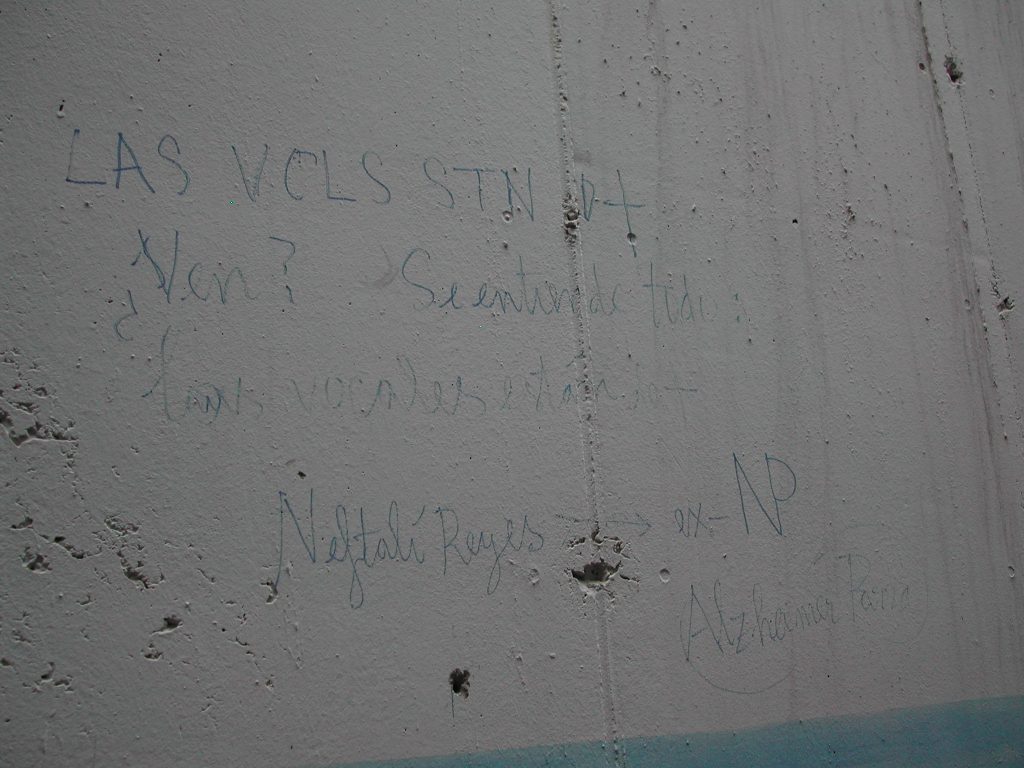 LAS VCLS STN D+
¿Ven? Se entiende todo:
las vocales están de +
Neftalí Reyes → ex-NP
Alzheimer Parra